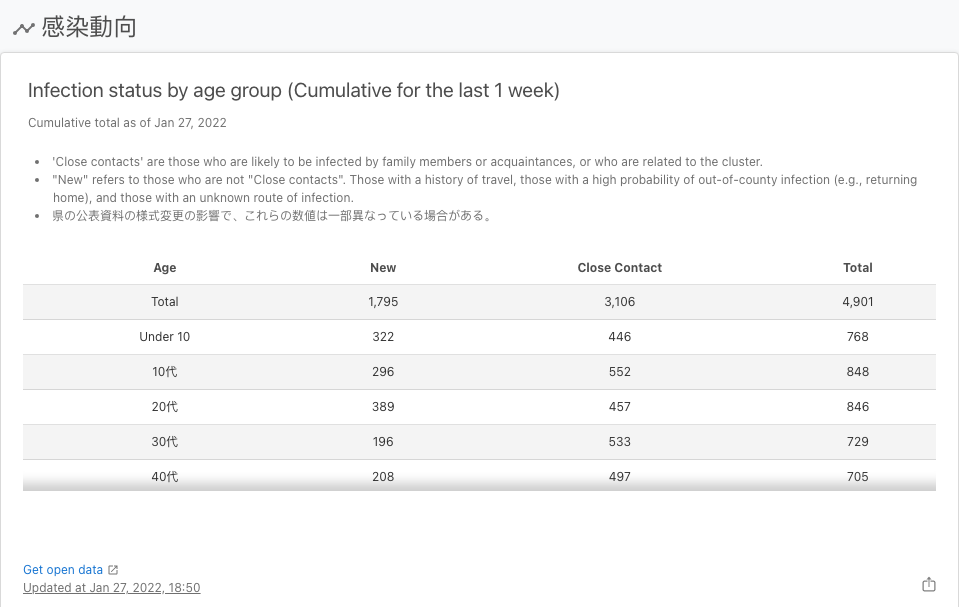 感染動向
Infection status by age group (Cumulative for the last 1 week)
Cumulative total as of Jan 27, 2022
• 'Close contacts' are those who are likely to be infected by family members or acquaintances, or who are related to the cluster.
• "New" refers to those who are not "Close contacts". Those with a history of travel, those with a high probability of out-of-county infection (e.g., returning
home), and those with an unknown route of infection.
• 県の公表資料の様式変更の影響で、これらの数値は一部異なっている場合がある。
Age New Close Contact Total
Total 1,795 3,106 4,901
Under 10 322 446 768
10代 296 552 848
20代 389 457 846
30代 196 533 729
40代 208 497 705
Get open data
Updated at Jan 27, 2022, 18:50